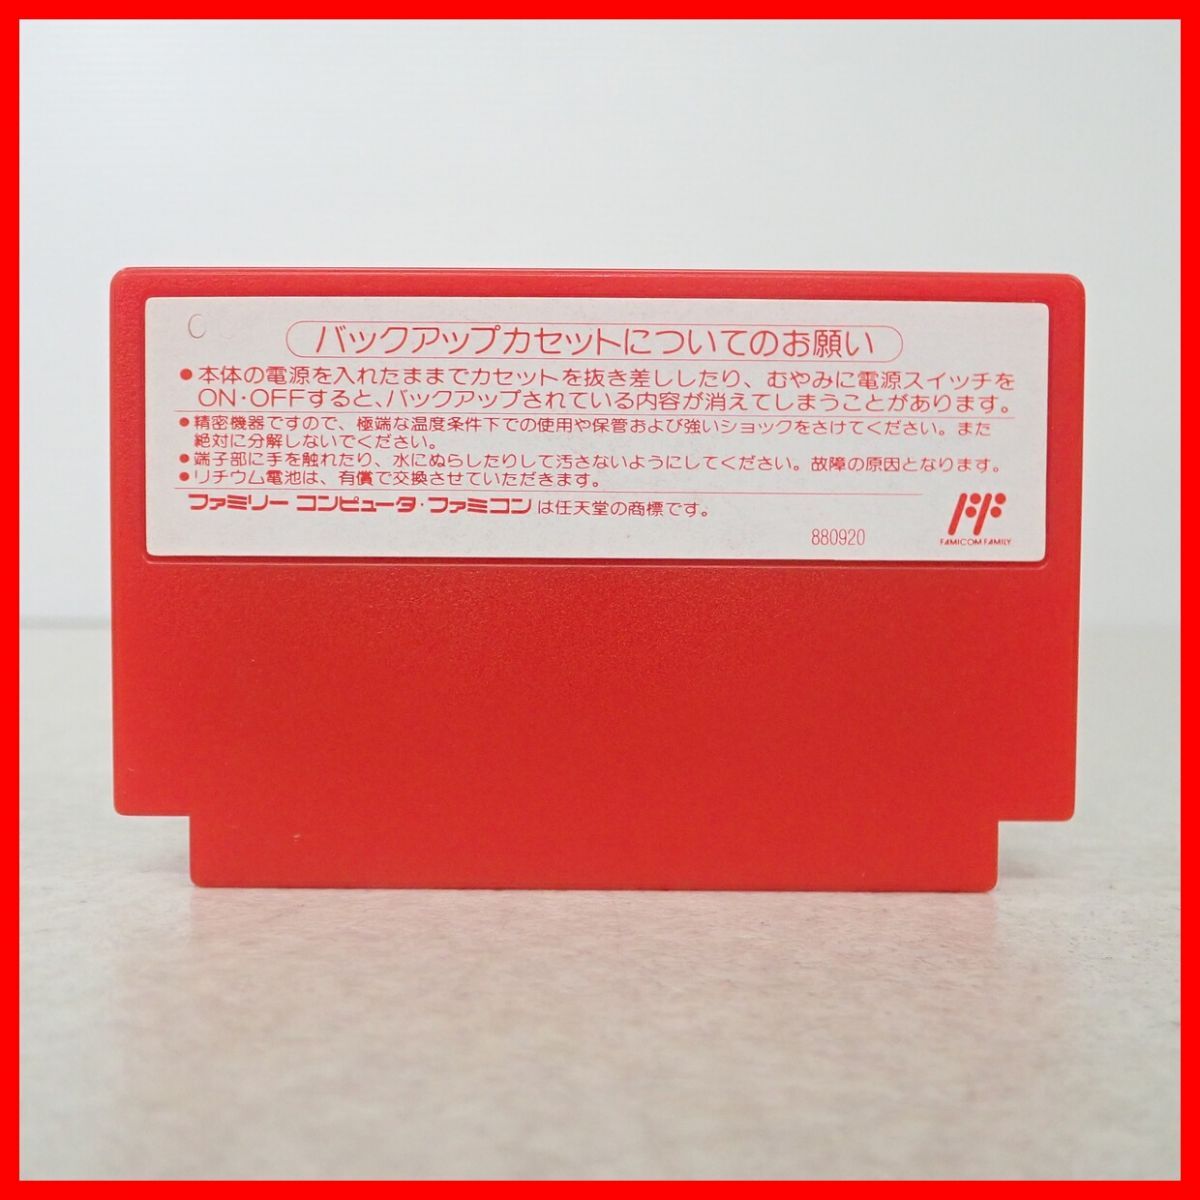 バックアップカセットについてのお願い
●本体の電源を入れたままでカセットを抜き差ししたり、むやみに電源スイッチを
ON・OFFすると、バックアップされている内容が消えてしまうことがあります。
●精密機器ですので、極端な温度条件下での使用や保管および強いショックをさけてください。また
絶対に分解しないでください。
●端子部に手を触れたり、水にぬらしたりして汚さないようにしてください。故障の原因となります。
●リチウム電池は、有償で交換させていただきます。
ファミリー コンピュータ・ファミコン は任天堂の商標です。
880920
FAMICOM FAMILY